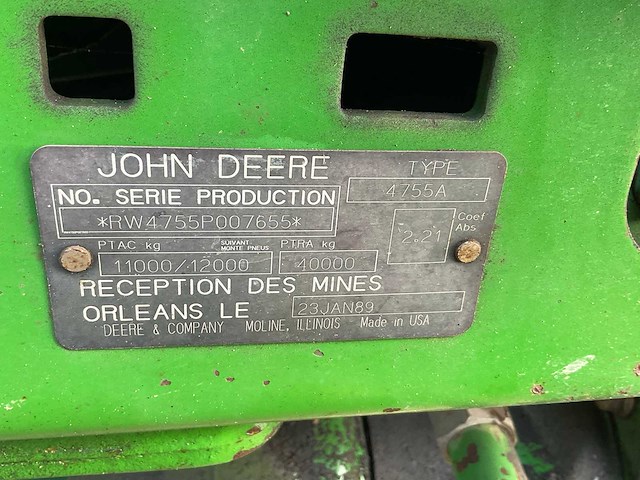 JOHN DEERE
TYPE
NO. SERIE PRODUCTION
4755A
*RW4755P007655*
Coef
Abs
2.21
PTAC kg
SUIVANT
MONTE PNEUS
PTRA kg
11000/12000
40000
RECEPTION DES MINES
ORLEANS LE
23JAN89
DEERE & COMPANY MOLINE, ILLINOIS Made in USA